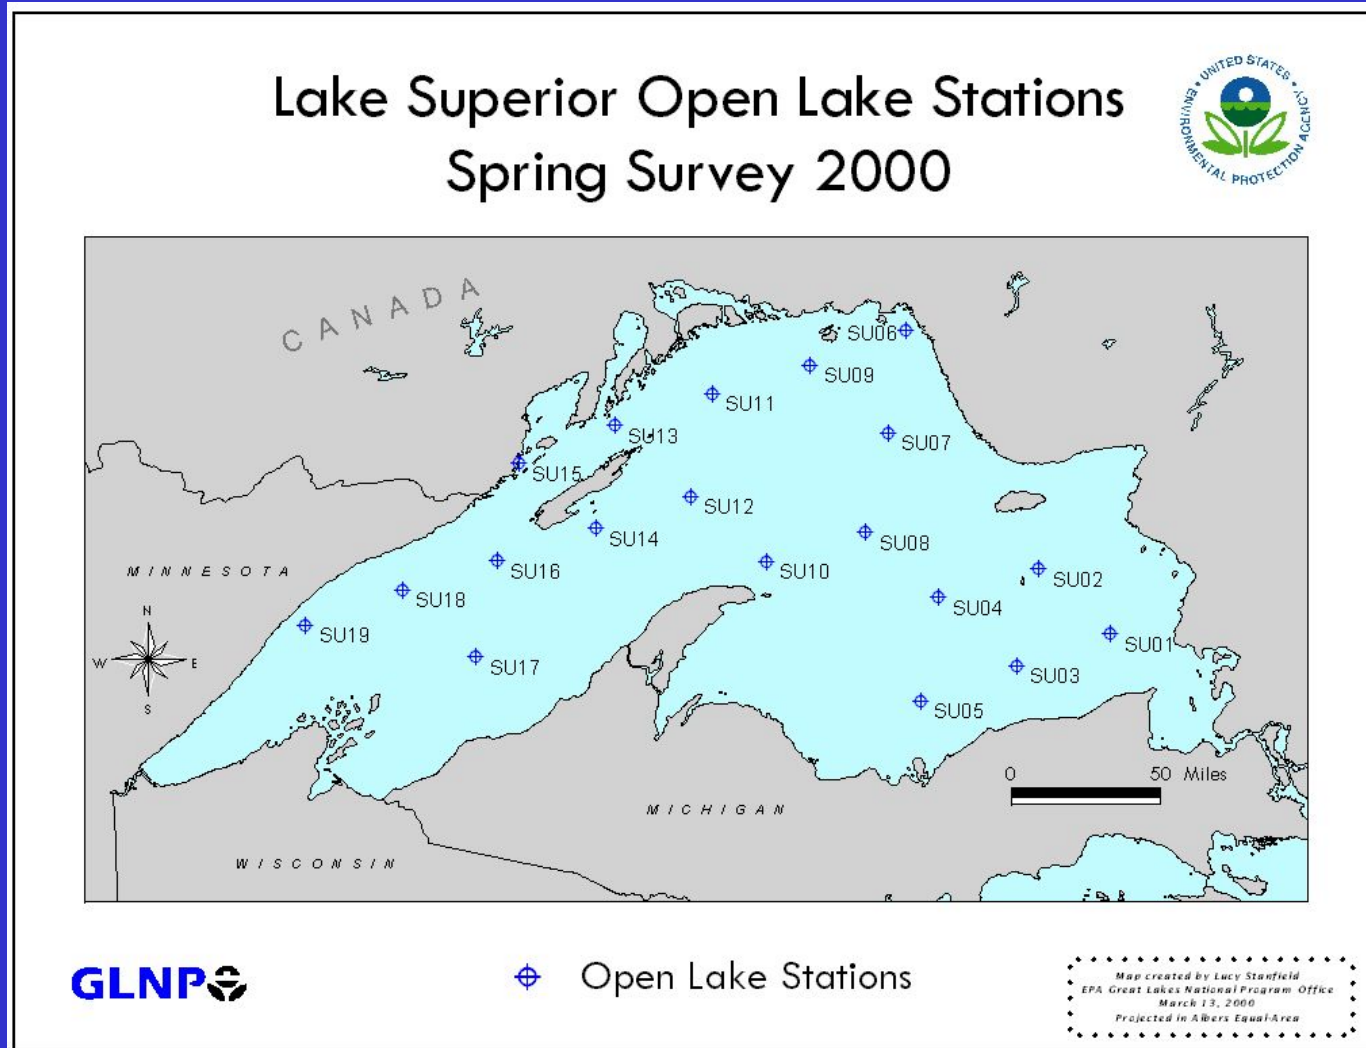 Lake Superior Open Lake Stations
Spring Survey 2000
UNITED STATES
ENVIRONMENTAL PROTECTION AGENCY
CANADA
SU06
SU09
SU11
SU13
SU07
SU15
SU12
SU14
SU08
SU16
SU10
SU02
MINNESOTA
SU18
SU04
N
SU19
SU01
W
E
SU17
SU03
S
SU05
0 50 Miles
MICHIGAN
WISCONSIN
GLNPO
Open Lake Stations
Map created by Lucy Stanfield
EPA Great Lakes National Program Office
March 13, 2000
Projected in Albers Equal-Area